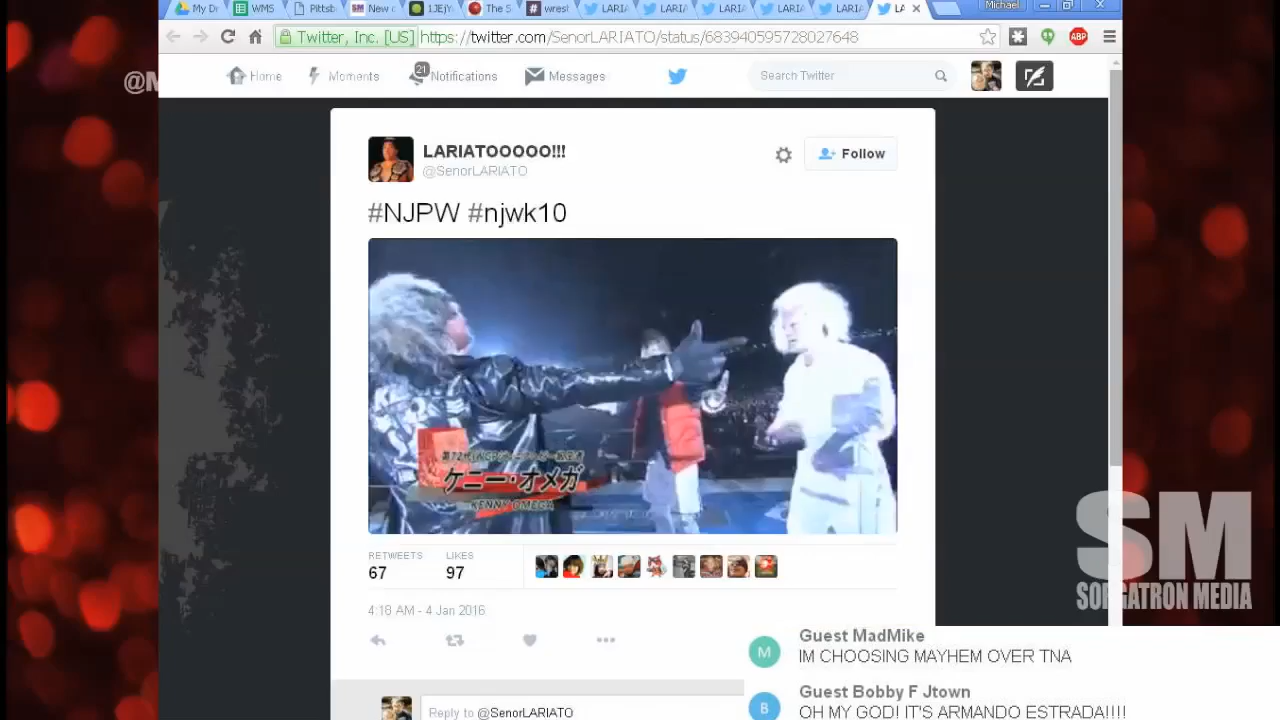 My Dr
WMS
Pittsb
New c
1JEjY
The S
wrest
LARIA
LARIA
LARIA
LARIA
LARIA
LA
Michael
Twitter, Inc. [US]
https://twitter.com/SenorLARIATO/status/683940595728027648
ABP
@M
Home
Moments
21
Notifications
Messages
Search Twitter
LARIATOOOOO!!!
@SenorLARIATO
Follow
#NJPW #njwk10
ケニー・オメガ
KENNY OMEGA
RETWEETS
67
LIKES
97
4:18 AM - 4 Jan 2016
Reply to @SenorLARIATO
SM
SORGATRON MEDIA
M
Guest MadMike
IM CHOOSING MAYHEM OVER TNA
B
Guest Bobby F Jtown
OH MY GOD! IT'S ARMANDO ESTRADA!!!!